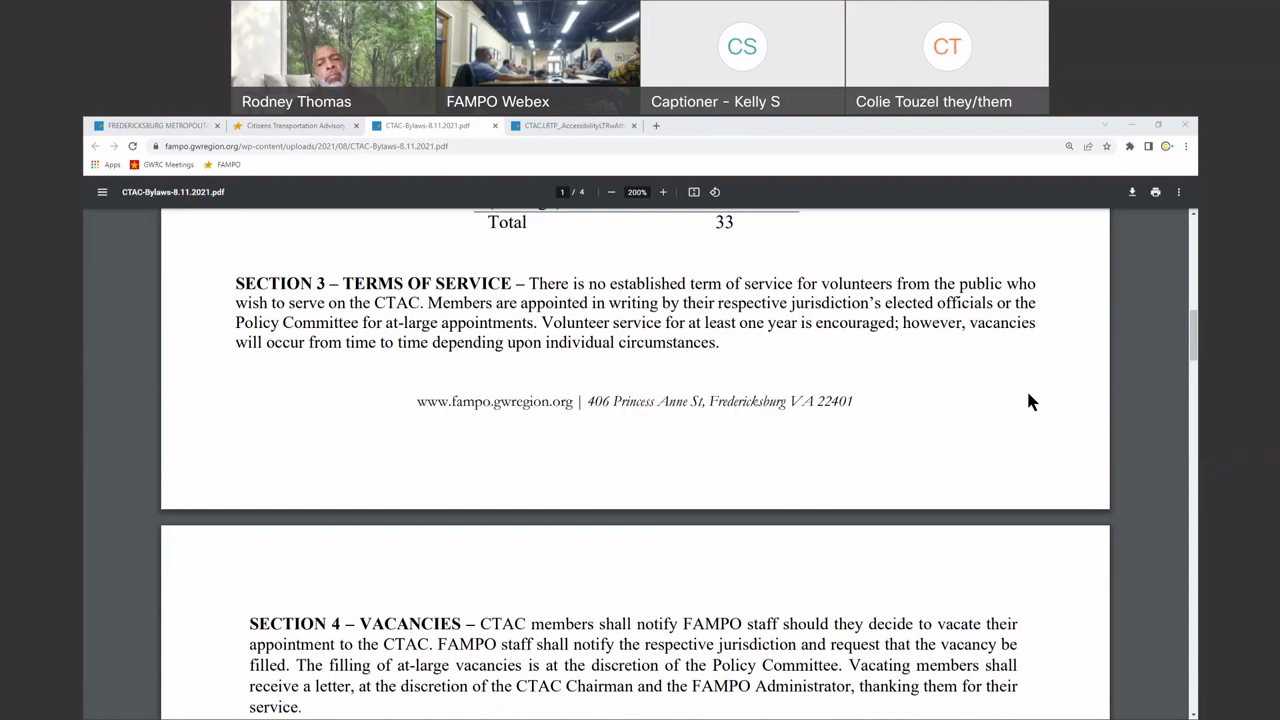 CS
CT
Rodney Thomas
FAMPO Webex
Captioner - Kelly S
Colie Touzel they/them
FREDERICKSBURG METROPOLIT
Citizens Transportation Advisory
CTAC-Bylaws-8.11.2021.pdf
CTAC.LRTP_AccessibilityLTRwAtt
fampo.gwregion.org/wp-content/uploads/2021/08/CTAC-Bylaws-8.11.2021.pdf
Apps
GWRC Meetings
FAMPO
CTAC-Bylaws-8.11.2021.pdf
1 / 4
200%
Total 33
SECTION 3 – TERMS OF SERVICE – There is no established term of service for volunteers from the public who
wish to serve on the CTAC. Members are appointed in writing by their respective jurisdiction's elected officials or the
Policy Committee for at-large appointments. Volunteer service for at least one year is encouraged; however, vacancies
will occur from time to time depending upon individual circumstances.
www.fampo.gwregion.org | 406 Princess Anne St, Fredericksburg VA 22401
SECTION 4 – VACANCIES – CTAC members shall notify FAMPO staff should they decide to vacate their
appointment to the CTAC. FAMPO staff shall notify the respective jurisdiction and request that the vacancy be
filled. The filling of at-large vacancies is at the discretion of the Policy Committee. Vacating members shall
receive a letter, at the discretion of the CTAC Chairman and the FAMPO Administrator, thanking them for their
service.